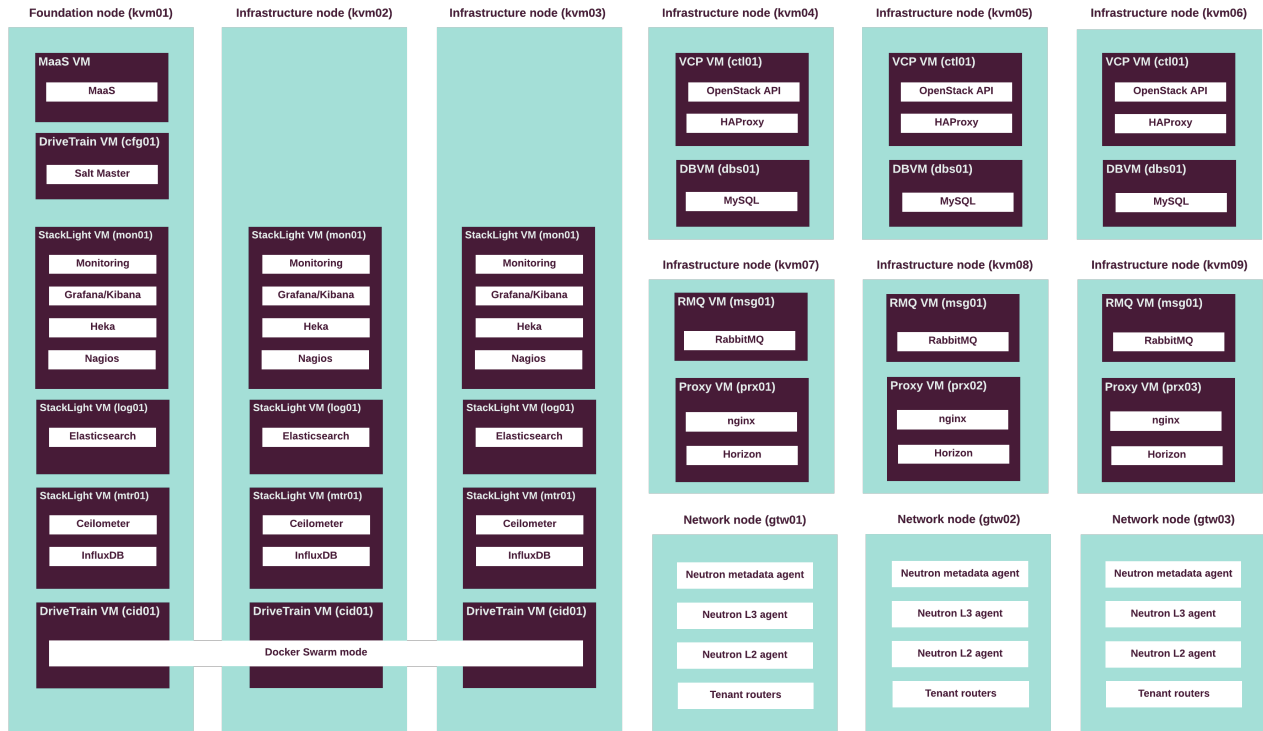 Foundation node (kvm01)
MaaS VM
MaaS
DriveTrain VM (cfg01)
Salt Master
StackLight VM (mon01)
Monitoring
Grafana/Kibana
Heka
Nagios
StackLight VM (log01)
Elasticsearch
StackLight VM (mtr01)
Ceilometer
InfluxDB
DriveTrain VM (cid01)
Infrastructure node (kvm02)
StackLight VM (mon01)
Monitoring
Grafana/Kibana
Heka
Nagios
StackLight VM (log01)
Elasticsearch
StackLight VM (mtr01)
Ceilometer
InfluxDB
DriveTrain VM (cid01)
Docker Swarm mode
Infrastructure node (kvm03)
StackLight VM (mon01)
Monitoring
Grafana/Kibana
Heka
Nagios
StackLight VM (log01)
Elasticsearch
StackLight VM (mtr01)
Ceilometer
InfluxDB
DriveTrain VM (cid01)
Infrastructure node (kvm04)
VCP VM (ctl01)
OpenStack API
HAProxy
DBVM (dbs01)
MySQL
Infrastructure node (kvm05)
VCP VM (ctl01)
OpenStack API
HAProxy
DBVM (dbs01)
MySQL
Infrastructure node (kvm06)
VCP VM (ctl01)
OpenStack API
HAProxy
DBVM (dbs01)
MySQL
Infrastructure node (kvm07)
RMQ VM (msg01)
RabbitMQ
Proxy VM (prx01)
nginx
Horizon
Infrastructure node (kvm08)
RMQ VM (msg01)
RabbitMQ
Proxy VM (prx02)
nginx
Horizon
Infrastructure node (kvm09)
RMQ VM (msg01)
RabbitMQ
Proxy VM (prx03)
nginx
Horizon
Network node (gtw01)
Neutron metadata agent
Neutron L3 agent
Neutron L2 agent
Tenant routers
Network node (gtw02)
Neutron metadata agent
Neutron L3 agent
Neutron L2 agent
Tenant routers
Network node (gtw03)
Neutron metadata agent
Neutron L3 agent
Neutron L2 agent
Tenant routers